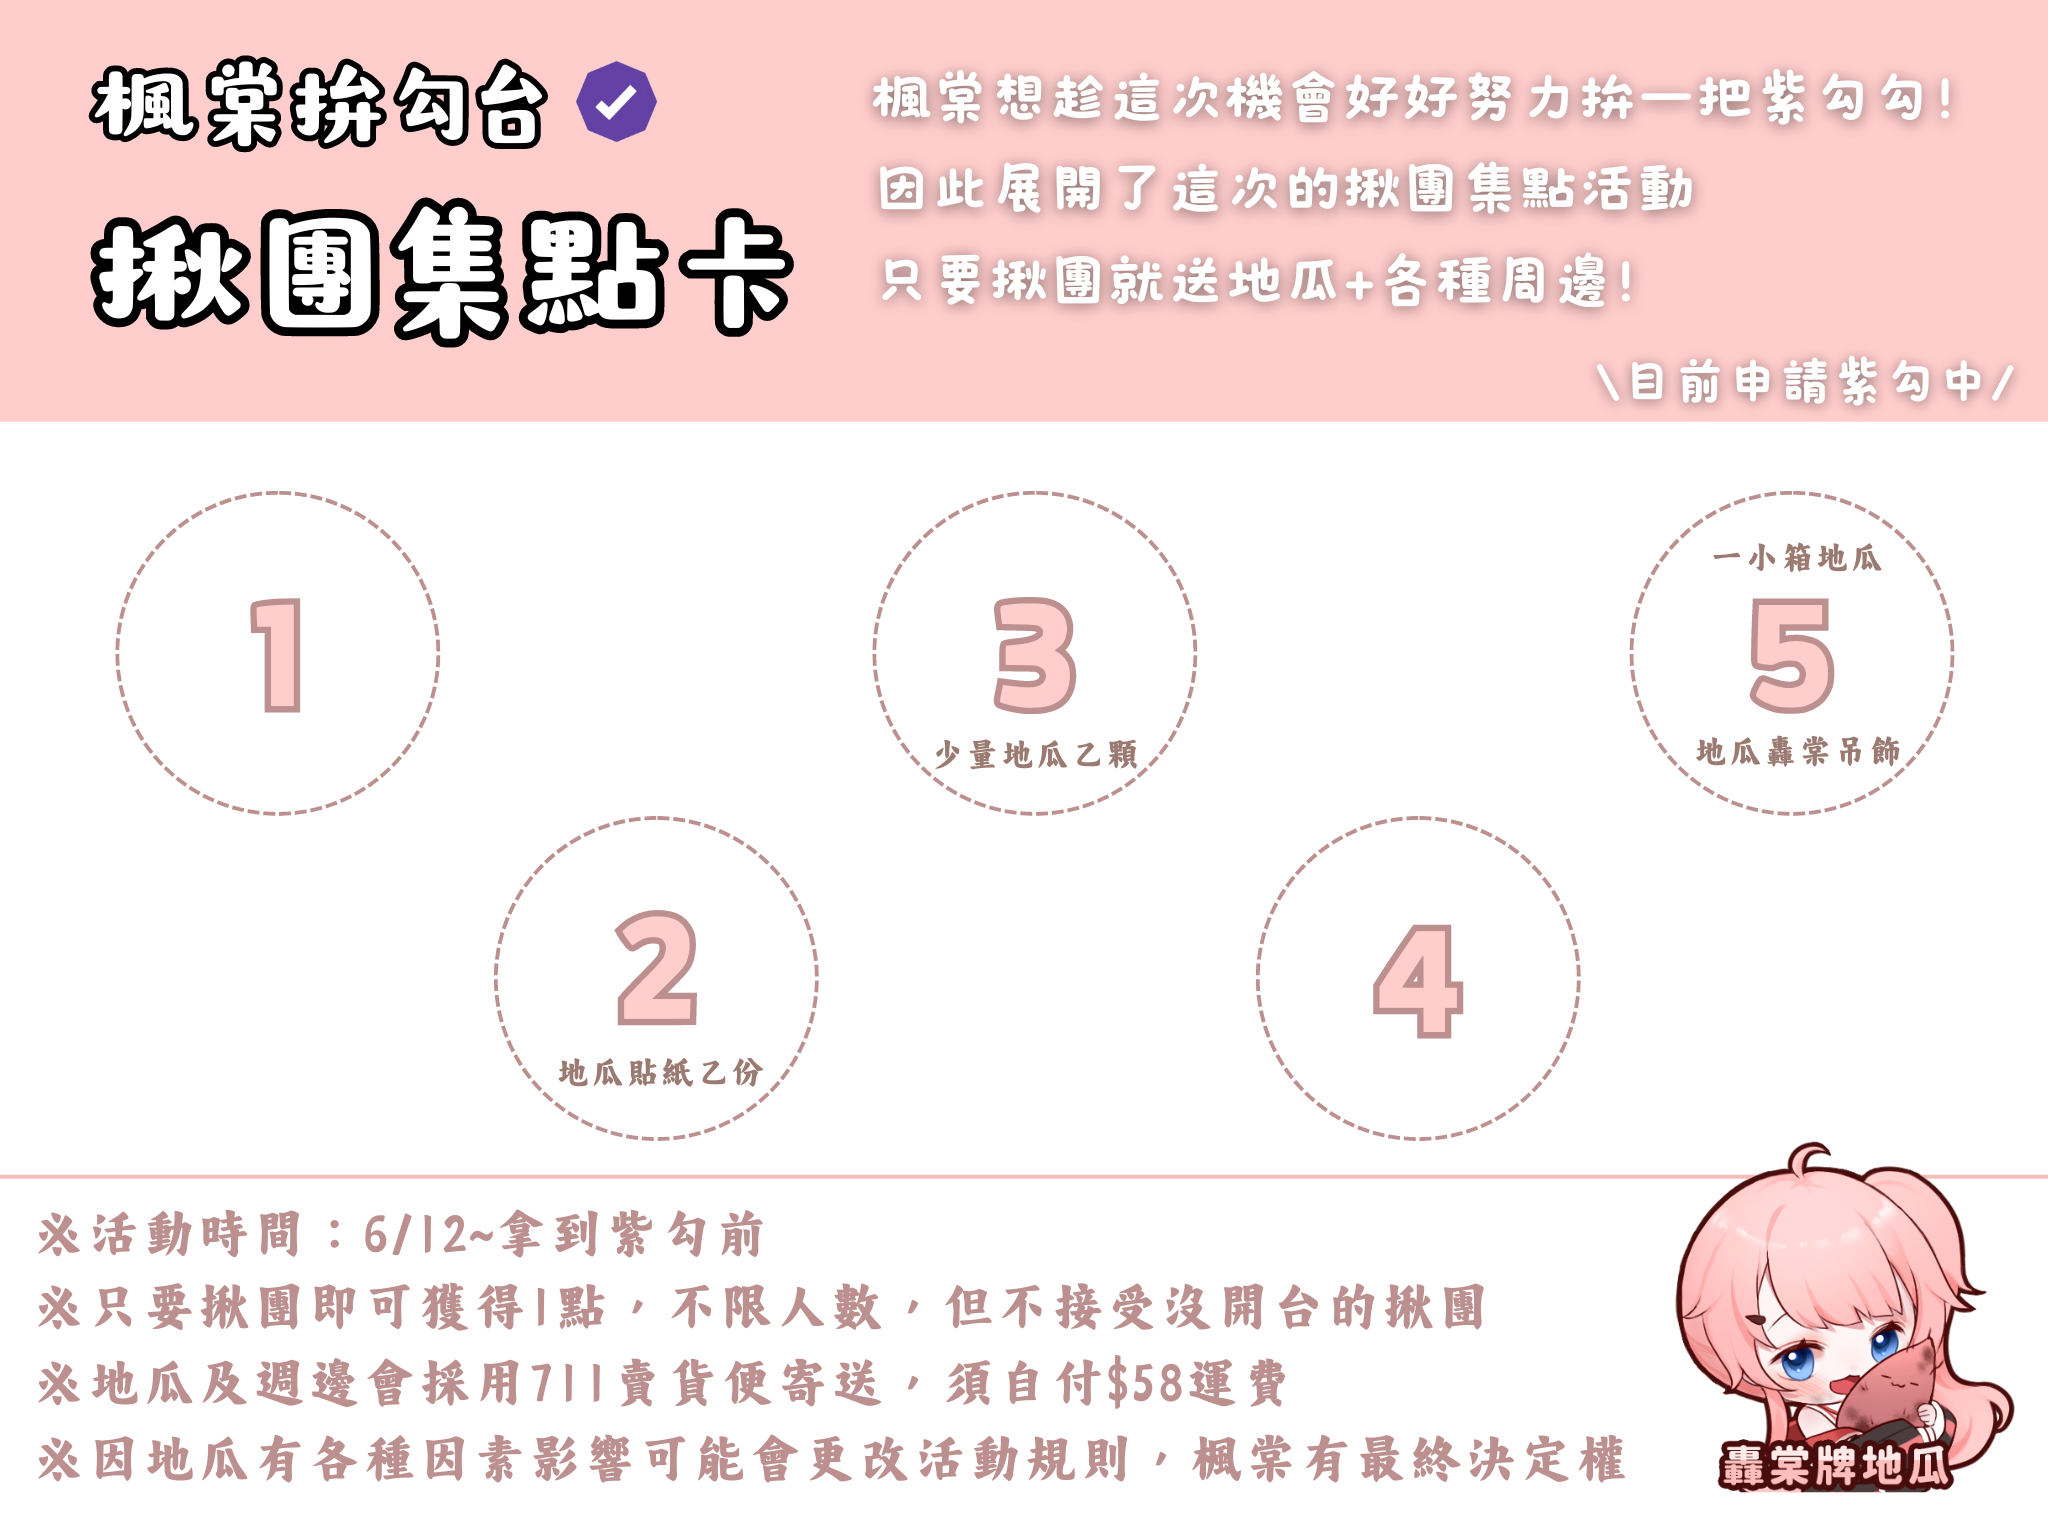 楓棠拚勾台
揪團集點卡
楓棠想趁這次機會好好努力拚一把紫勾勾!
因此展開了這次的揪團集點活動
只要揪團就送地瓜+各種周邊!
\目前申請紫勾中/
1
3
少量地瓜乙顆
一小箱地瓜
5
地瓜轟棠吊飾
2
地瓜貼紙乙份
4
※活動時間：6/12~拿到紫勾前
※只要揪團即可獲得1點，不限人數，但不接受沒開台的揪團
※地瓜及週邊會採用711賣貨便寄送，須自付$58運費
※因地瓜有各種因素影響可能會更改活動規則，楓棠有最終決定權
轟棠牌地瓜